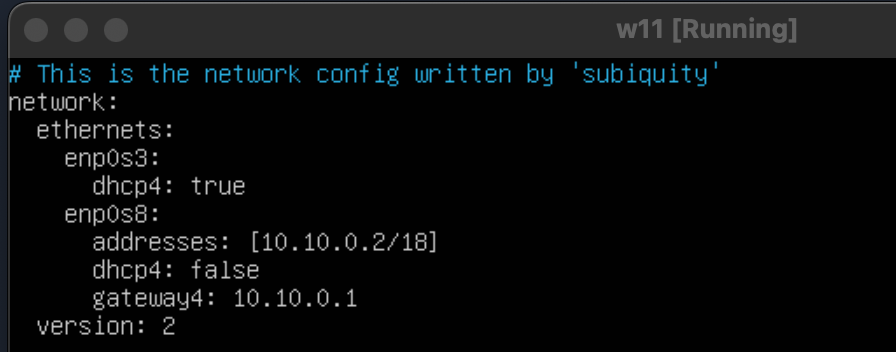 w11 [Running]
# This is the network config written by 'subiquity'
network:
  ethernets:
    enp0s3:
      dhcp4: true
    enp0s8:
      addresses: [10.10.0.2/18]
      dhcp4: false
      gateway4: 10.10.0.1
  version: 2